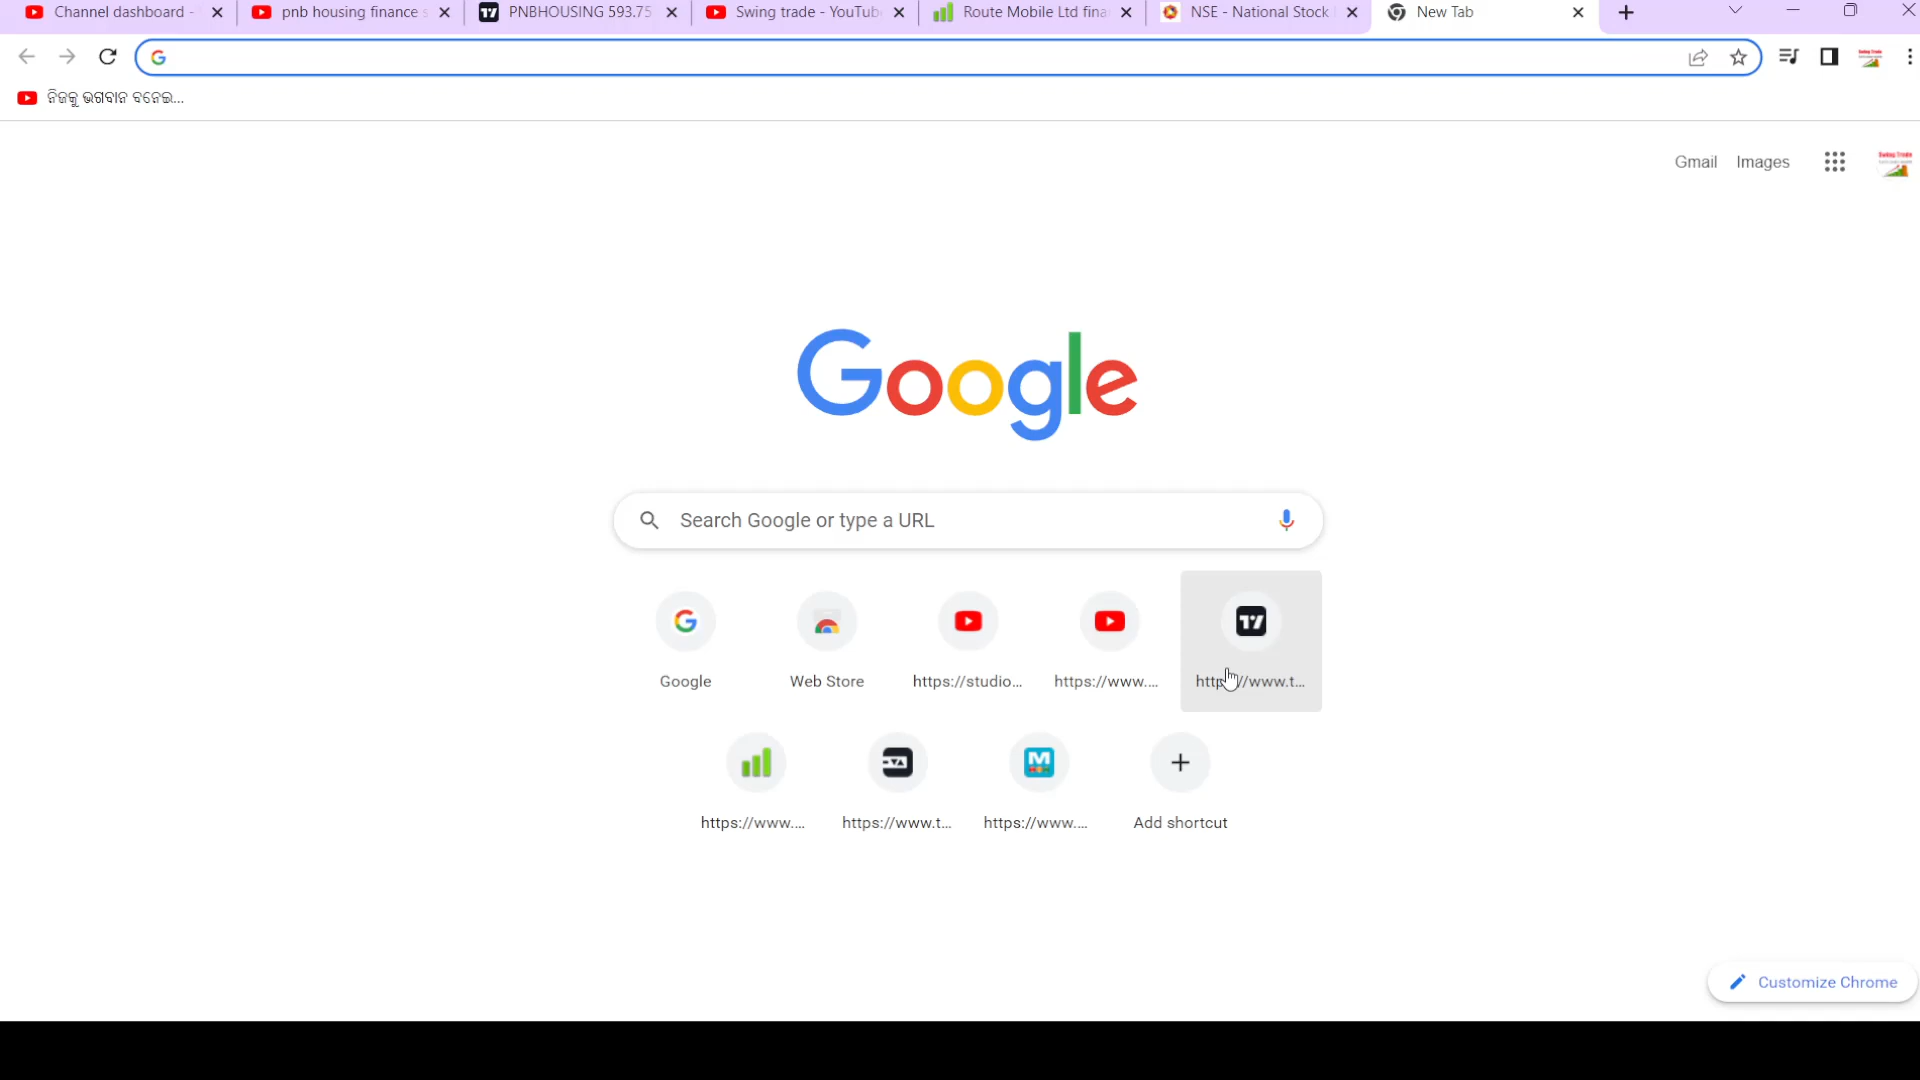 Channel dashboard -
pnb housing finance s
PNBHOUSING 593.75
Swing trade - YouTub
Route Mobile Ltd fina
NSE - National Stock
New Tab
ନିଜକୁ ଭଗବାନ ବନେଇ...
Gmail
Images
Google
Search Google or type a URL
Google
Web Store
https://studio...
https://www....
https://www.t...
https://www....
https://www.t...
https://www....
Add shortcut
Customize Chrome